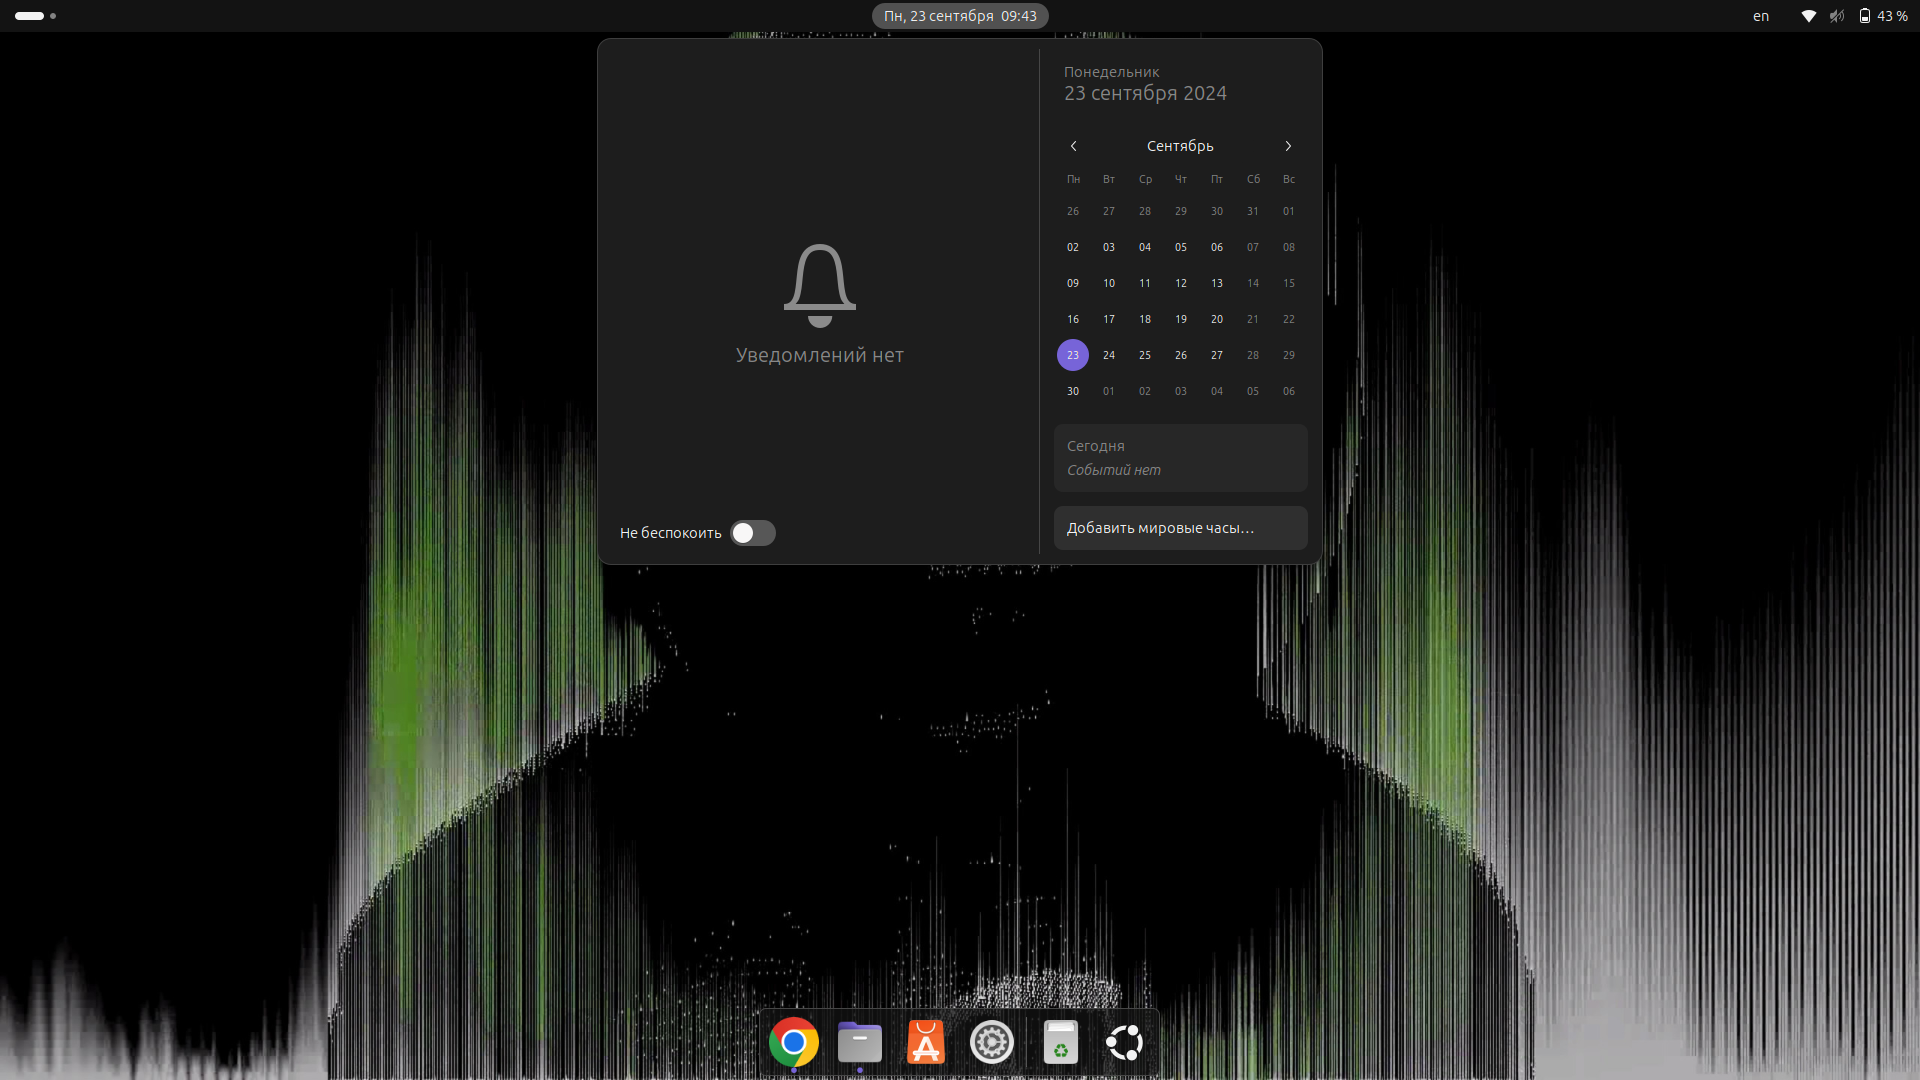 Пн, 23 сентября 09:43
en
43 %
Уведомлений нет
Не беспокоить
Понедельник
23 сентября 2024
Сентябрь
Пн Вт Ср Чт Пт Сб Вс
26 27 28 29 30 31 01
02 03 04 05 06 07 08
09 10 11 12 13 14 15
16 17 18 19 20 21 22
23 24 25 26 27 28 29
30 01 02 03 04 05 06
Сегодня
Событий нет
Добавить мировые часы…